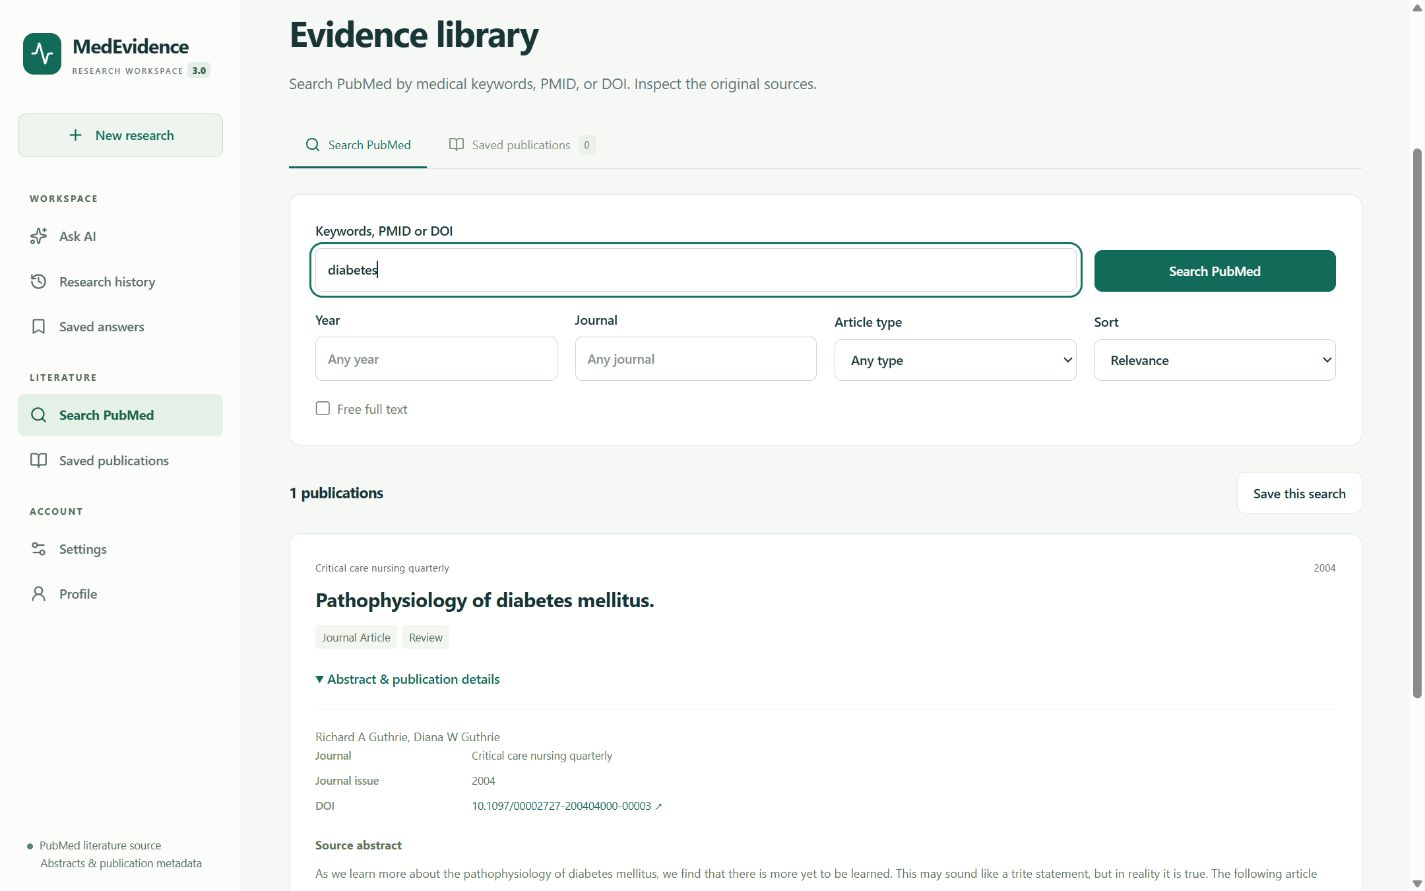 MedEvidence
RESEARCH WORKSPACE 3.0
New research
WORKSPACE
Ask AI
Research history
Saved answers
LITERATURE
Search PubMed
Saved publications
ACCOUNT
Settings
Profile
PubMed literature source
Abstracts & publication metadata
Evidence library
Search PubMed by medical keywords, PMID, or DOI. Inspect the original sources.
Search PubMed
Saved publications 0
Keywords, PMID or DOI
diabetes
Search PubMed
Year
Journal
Article type
Sort
Any year
Any journal
Any type
Relevance
Free full text
1 publications
Save this search
Critical care nursing quarterly
2004
Pathophysiology of diabetes mellitus.
Journal Article
Review
▼ Abstract & publication details
Richard A Guthrie, Diana W Guthrie
Journal Critical care nursing quarterly
Journal issue 2004
DOI 10.1097/00002727-200404000-00003 ↗
Source abstract
As we learn more about the pathophysiology of diabetes mellitus, we find that there is more yet to be learned. This may sound like a trite statement, but in reality it is true. The following article